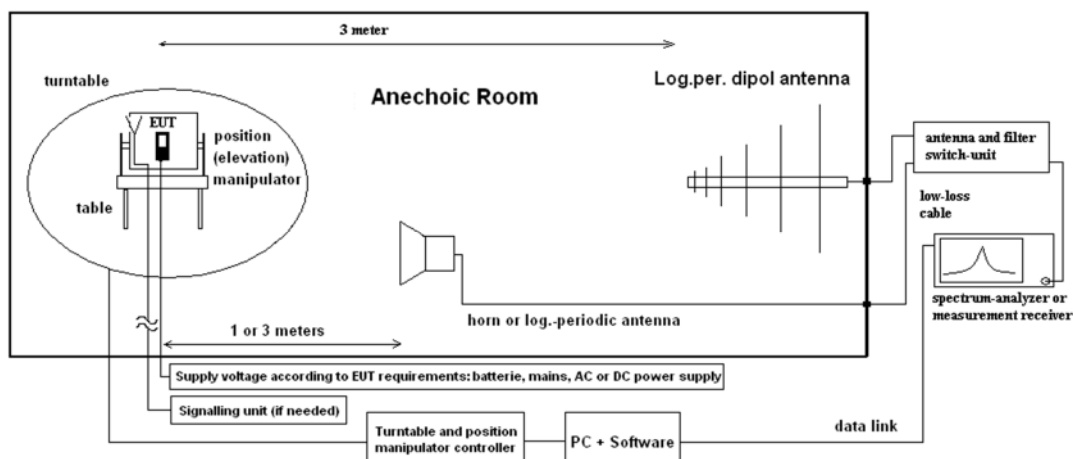 3 meter
turntable
Log.per. dipol antenna
Anechoic Room
EUT
position
(elevation)
manipulator
table
antenna and filter
switch-unit
low-loss
cable
spectrum-analyzer or
measurement receiver
horn or log.-periodic antenna
1 or 3 meters
Supply voltage according to EUT requirements: batterie, mains, AC or DC power supply
Signalling unit (if needed)
Turntable and position
manipulator controller
PC + Software
data link